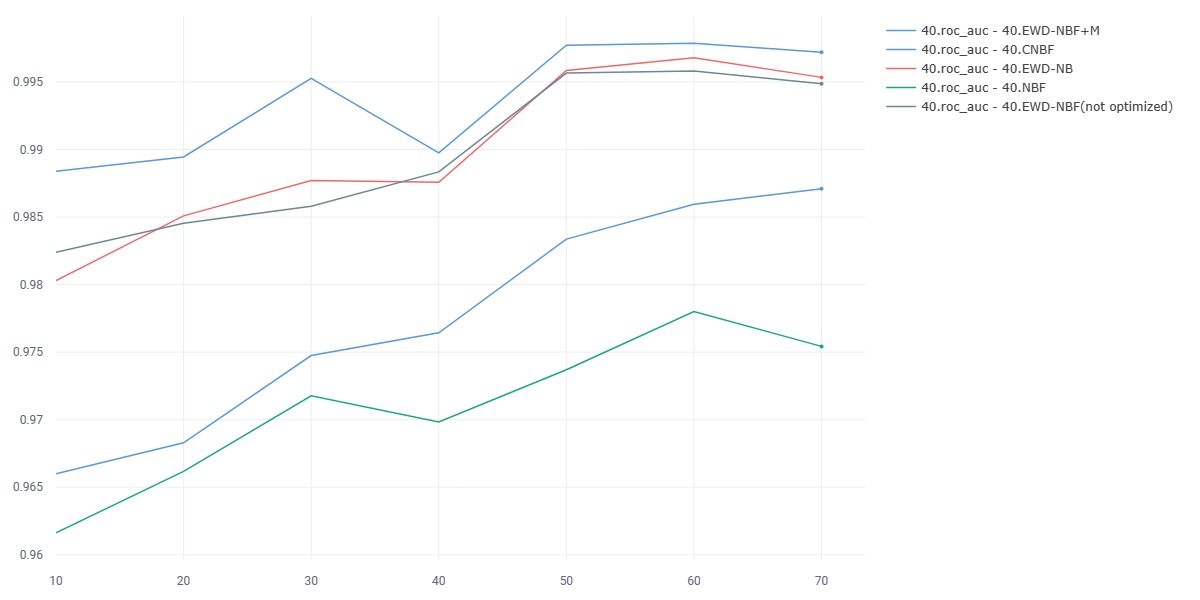 40.roc_auc - 40.EWD-NBF+M
40.roc_auc - 40.CNBF
40.roc_auc - 40.EWD-NB
40.roc_auc - 40.NBF
40.roc_auc - 40.EWD-NBF(not optimized)
0.995
0.99
0.985
0.98
0.975
0.97
0.965
0.96
10 20 30 40 50 60 70